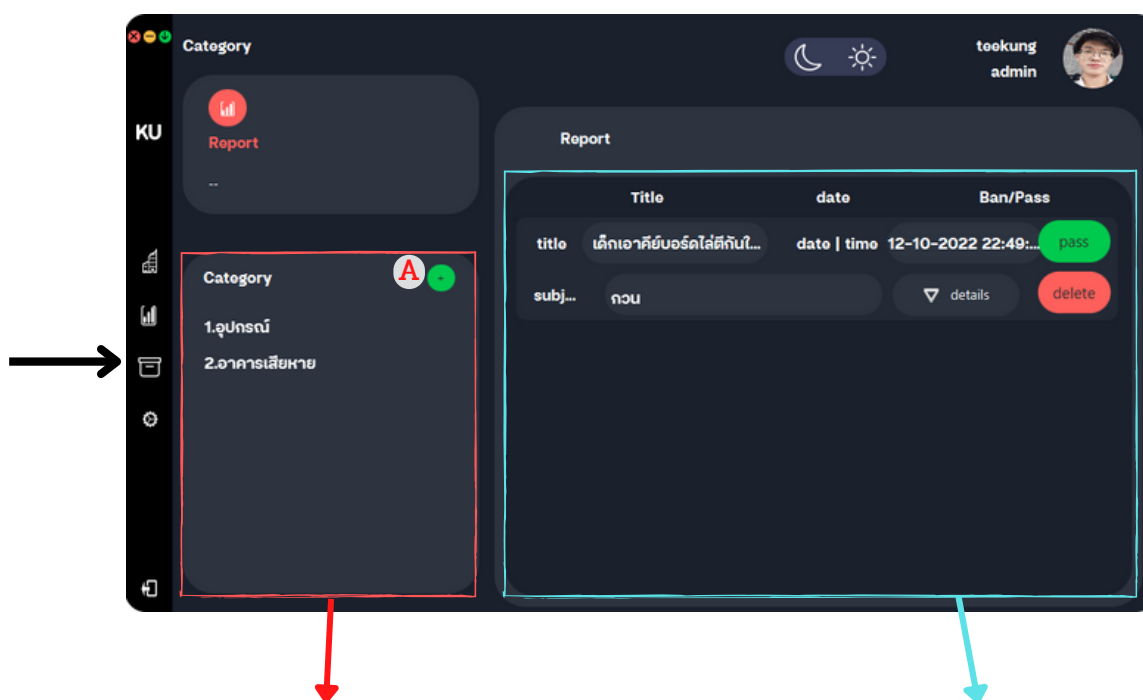 Category
teekung
admin
KU
Report
--
Report
Title date Ban/Pass
title เด็กเอาคีย์บอร์ดไล่ตีกันใ... date | time 12-10-2022 22:49:... pass
subj... กวน details delete
Category A +
1.อุปกรณ์
2.อาคารเสียหาย